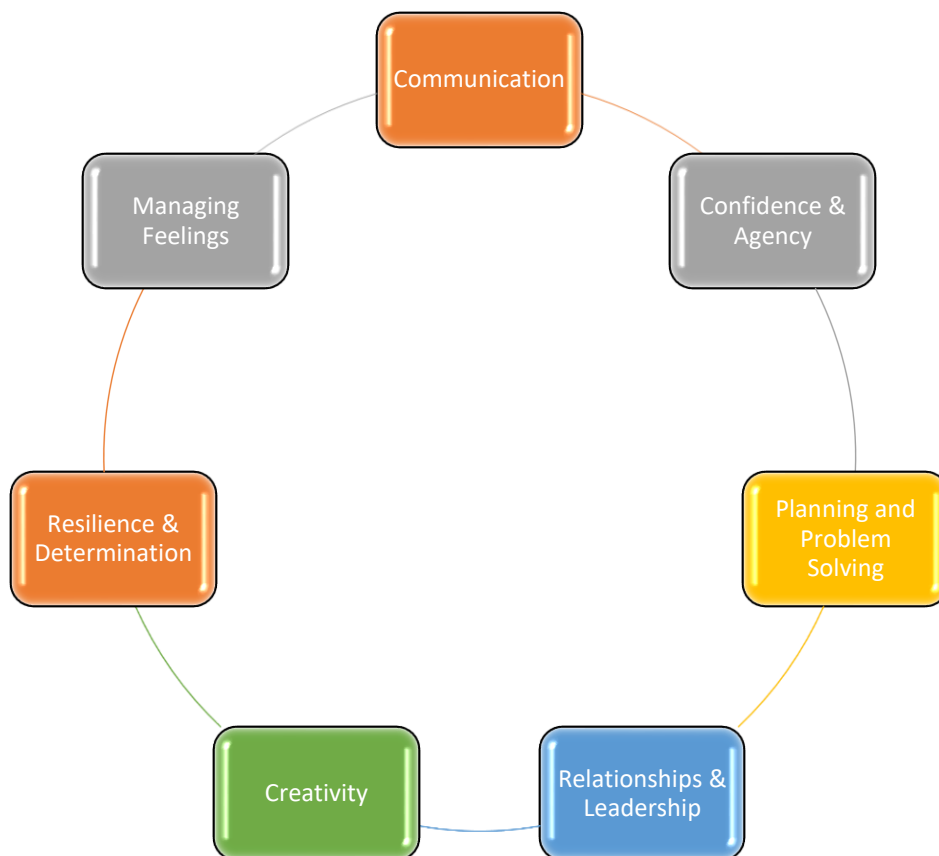 Communication
Confidence &
Agency
Planning and
Problem
Solving
Relationships &
Leadership
Creativity
Resilience &
Determination
Managing
Feelings